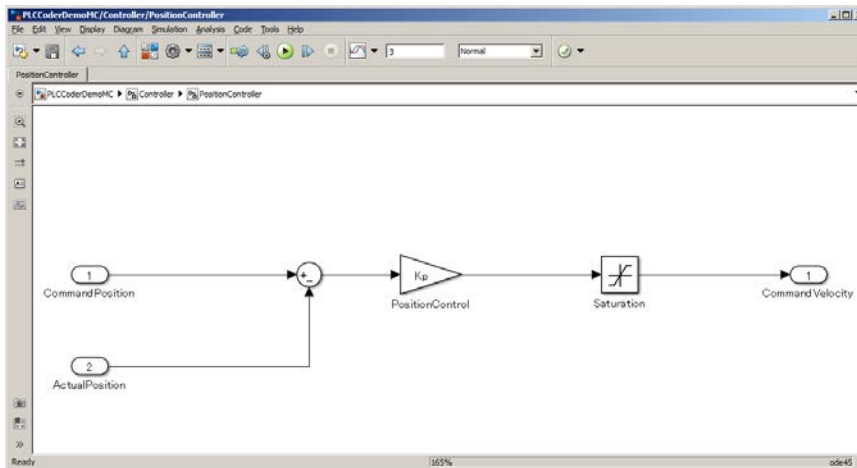 PLCCoderDemoMC/Controller/PositionController
File Edit View Display Diagram Simulation Analysis Code Tools Help
3
Normal
PositionController
PLCCoderDemoMC Controller PositionController
1
CommandPosition
+
-
Kp
PositionControl
Saturation
1
CommandVelocity
2
ActualPosition
Ready
165%
ode45